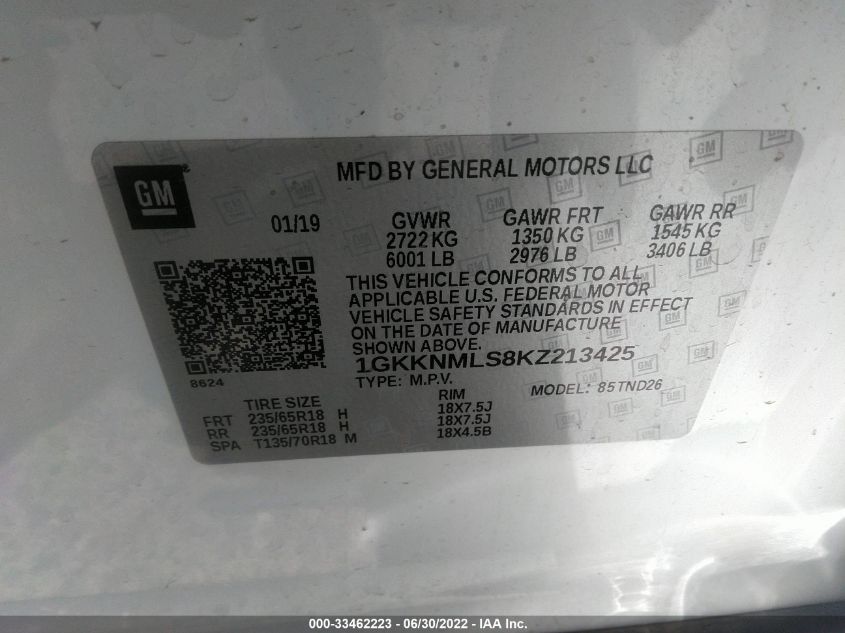 GM
MFD BY GENERAL MOTORS LLC
01/19 GVWR GAWR FRT GAWR RR
2722 KG 1350 KG 1545 KG
6001 LB 2976 LB 3406 LB
THIS VEHICLE CONFORMS TO ALL
APPLICABLE U.S. FEDERAL MOTOR
VEHICLE SAFETY STANDARDS IN EFFECT
ON THE DATE OF MANUFACTURE
SHOWN ABOVE.
1GKKNMLS8KZ213425
8624
TYPE: M.P.V. MODEL: 85TND26
TIRE SIZE RIM
FRT 235/65R18 H 18X7.5J
RR 235/65R18 H 18X7.5J
SPA T135/70R18 M 18X4.5B
000-33462223 - 06/30/2022 - IAA Inc.